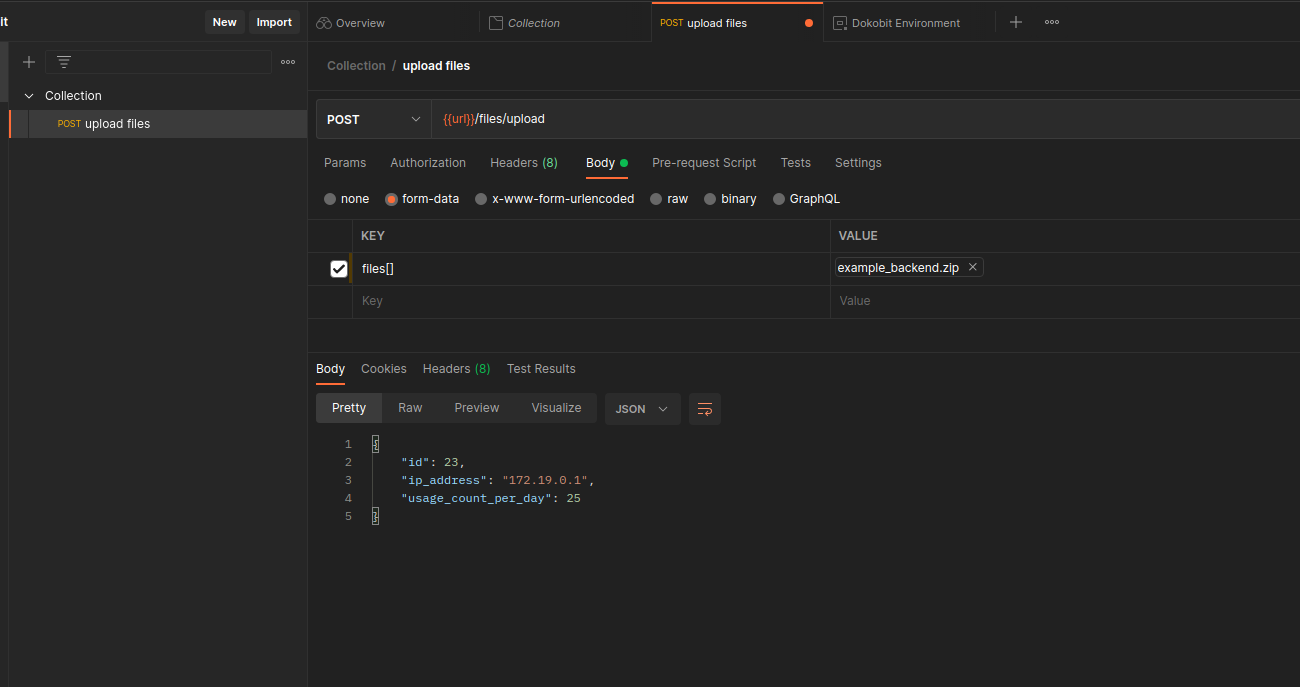 it New Import Overview Collection POST upload files Dokobit Environment
Collection / upload files
Collection
POST upload files
POST {{url}}/files/upload
Params Authorization Headers (8) Body Pre-request Script Tests Settings
none form-data x-www-form-urlencoded raw binary GraphQL
KEY VALUE
files[] example_backend.zip
Key Value
Body Cookies Headers (8) Test Results
Pretty Raw Preview Visualize JSON
1 {
2 "id": 23,
3 "ip_address": "172.19.0.1",
4 "usage_count_per_day": 25
5 }